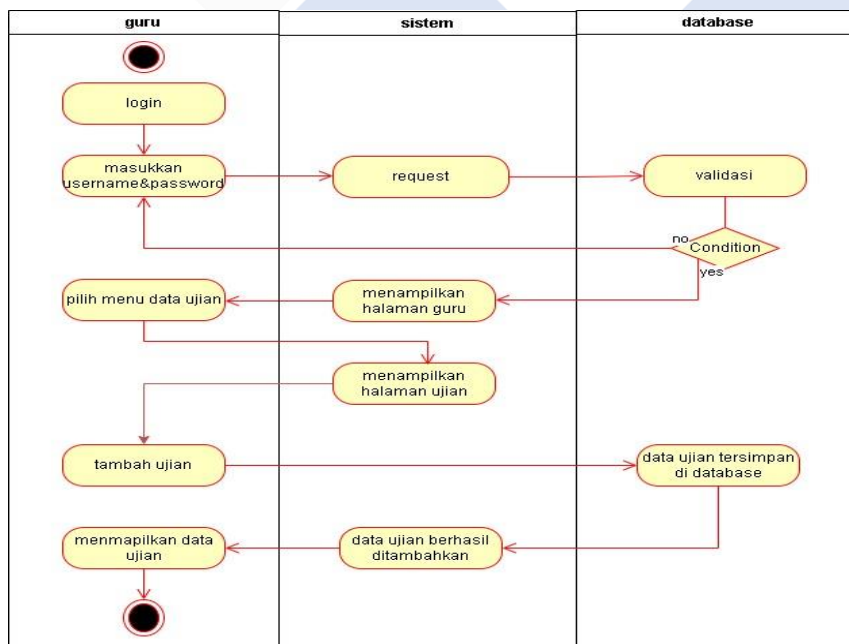 guru
sistem
database
login
masukkan
username&password
request
validasi
no
Condition
yes
pilih menu data ujian
menampilkan
halaman guru
menampilkan
halaman ujian
tambah ujian
data ujian tersimpan
di database
menmapilkan data
ujian
data ujian berhasil
ditambahkan